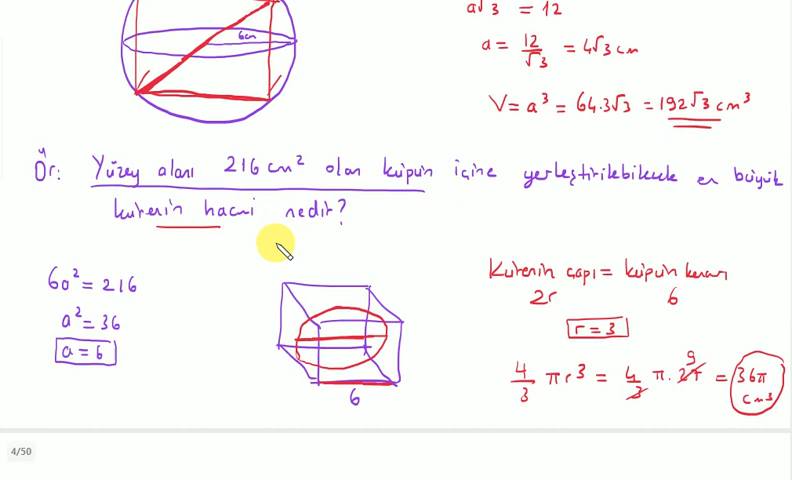 a√3 = 12
6cm
a = 12/√3 = 4√3 cm
V = a³ = 64.3√3 = 192√3 cm³
Ör: Yüzey alanı 216 cm² olan küpün içine yerleştirilebilecek en büyük
kürenin hacmi nedir?
6a² = 216
a² = 36
a = 6
6
Kürenin çapı = küpün kenarı
2r 6
r = 3
4/3 πr³ = 4/3 π.27 = 36π
9
cm³
4/50